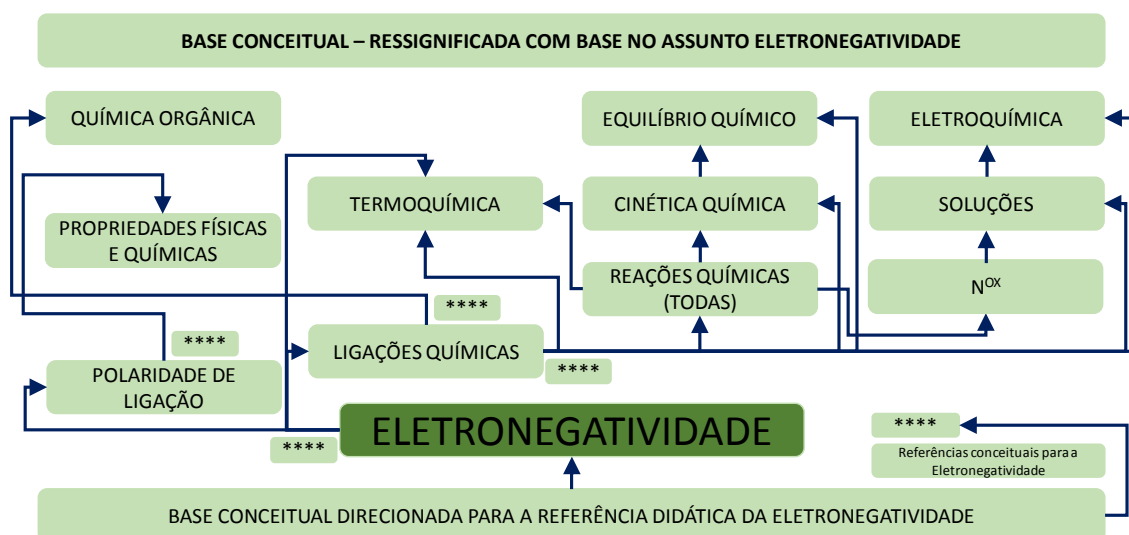 BASE CONCEITUAL – RESSIGNIFICADA COM BASE NO ASSUNTO ELETRONEGATIVIDADE
QUÍMICA ORGÂNICA
EQUILÍBRIO QUÍMICO
ELETROQUÍMICA
TERMOQUÍMICA
CINÉTICA QUÍMICA
SOLUÇÕES
PROPRIEDADES FÍSICAS
E QUÍMICAS
REAÇÕES QUÍMICAS
(TODAS)
Nᴼˣ
****
****
LIGAÇÕES QUÍMICAS
****
POLARIDADE DE
LIGAÇÃO
ELETRONEGATIVIDADE
****
****
Referências conceituais para a
Eletronegatividade
BASE CONCEITUAL DIRECIONADA PARA A REFERÊNCIA DIDÁTICA DA ELETRONEGATIVIDADE